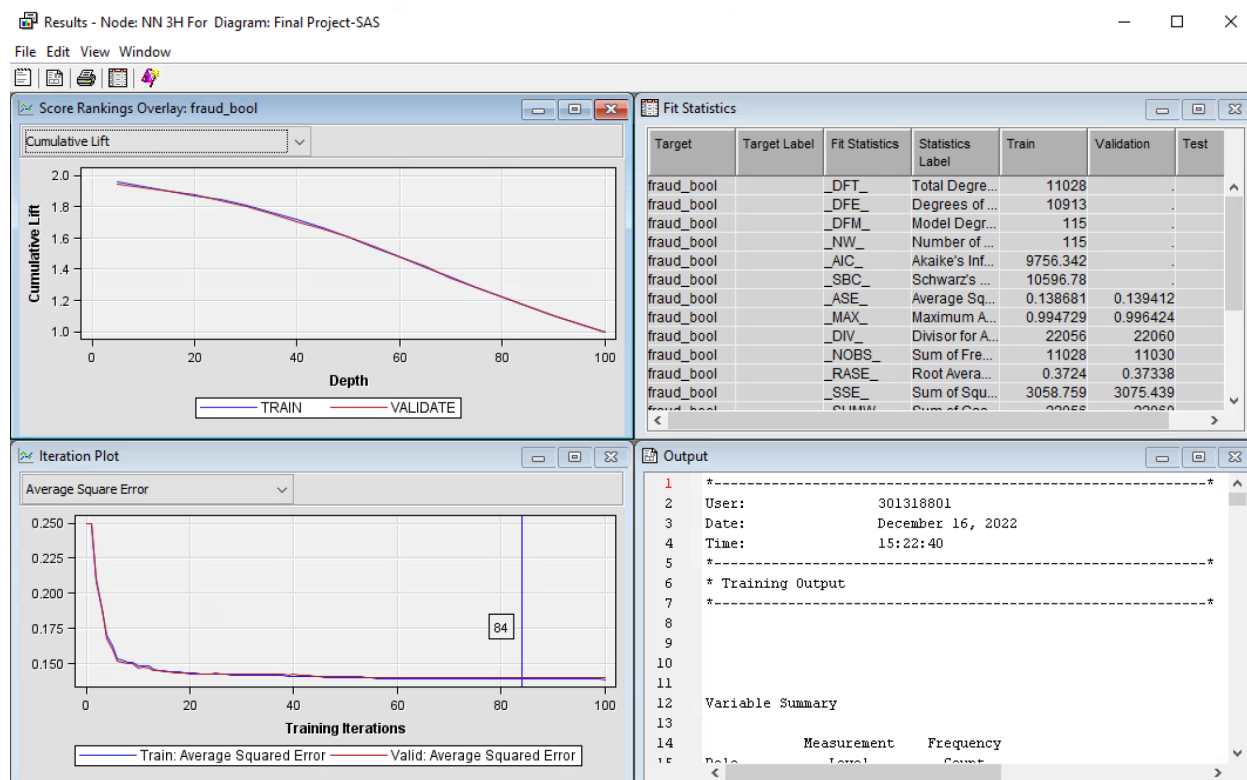 Results - Node: NN 3H For Diagram: Final Project-SAS
File Edit View Window
Score Rankings Overlay: fraud_bool
Cumulative Lift
2.0
1.8
1.6
1.4
1.2
1.0
Cumulative Lift
0 20 40 60 80 100
Depth
TRAIN VALIDATE
Fit Statistics
Target Target Label Fit Statistics Statistics Label Train Validation Test
fraud_bool _DFT_ Total Degre... 11028 .
fraud_bool _DFE_ Degrees of ... 10913 .
fraud_bool _DFM_ Model Degr... 115 .
fraud_bool _NW_ Number of ... 115 .
fraud_bool _AIC_ Akaike's Inf... 9756.342 .
fraud_bool _SBC_ Schwarz's ... 10596.78 .
fraud_bool _ASE_ Average Sq... 0.138681 0.139412
fraud_bool _MAX_ Maximum A... 0.994729 0.996424
fraud_bool _DIV_ Divisor for A... 22056 22060
fraud_bool _NOBS_ Sum of Fre... 11028 11030
fraud_bool _RASE_ Root Avera... 0.3724 0.37338
fraud_bool _SSE_ Sum of Squ... 3058.759 3075.439
Iteration Plot
Average Square Error
0.250
0.225
0.200
0.175
0.150
84
0 20 40 60 80 100
Training Iterations
Train: Average Squared Error Valid: Average Squared Error
Output
1 *------------------------------------------------------------*
2 User: 301318801
3 Date: December 16, 2022
4 Time: 15:22:40
5 *------------------------------------------------------------*
6 * Training Output
7 *------------------------------------------------------------*
8
9
10
11
12 Variable Summary
13
14 Measurement Frequency
15 Role Level Count